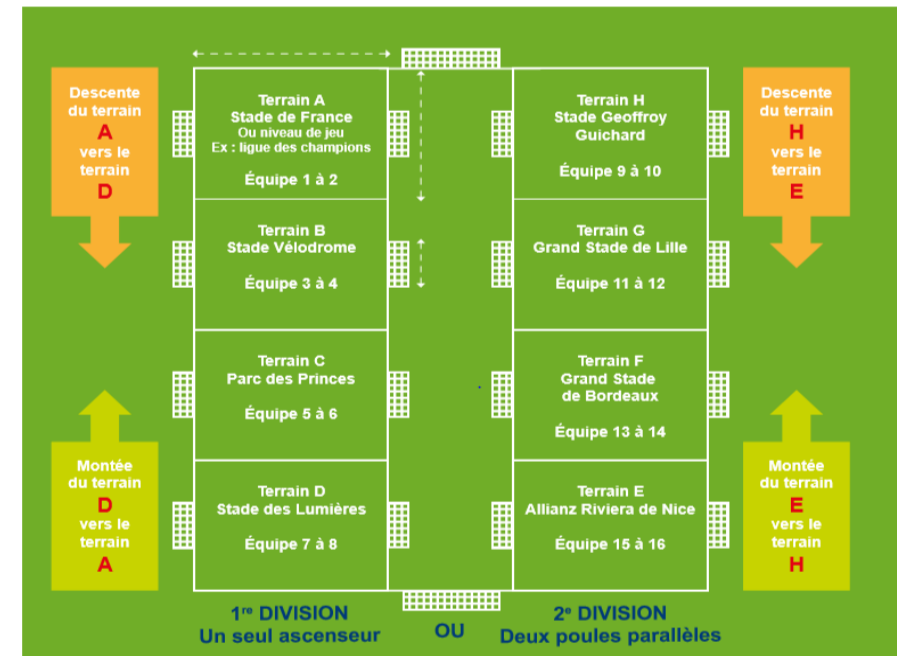 Descente
du terrain
A
vers le
terrain
D
Terrain A
Stade de France
Ou niveau de jeu
Ex : ligue des champions
Équipe 1 à 2
Terrain H
Stade Geoffroy
Guichard
Équipe 9 à 10
Descente
du terrain
H
vers le
terrain
E
Terrain B
Stade Vélodrome
Équipe 3 à 4
Terrain G
Grand Stade de Lille
Équipe 11 à 12
Terrain C
Parc des Princes
Équipe 5 à 6
Terrain F
Grand Stade
de Bordeaux
Équipe 13 à 14
Montée
du terrain
D
vers le
terrain
A
Terrain D
Stade des Lumières
Équipe 7 à 8
Terrain E
Allianz Riviera de Nice
Équipe 15 à 16
Montée
du terrain
E
vers le
terrain
H
1re DIVISION
Un seul ascenseur
OU
2e DIVISION
Deux poules parallèles